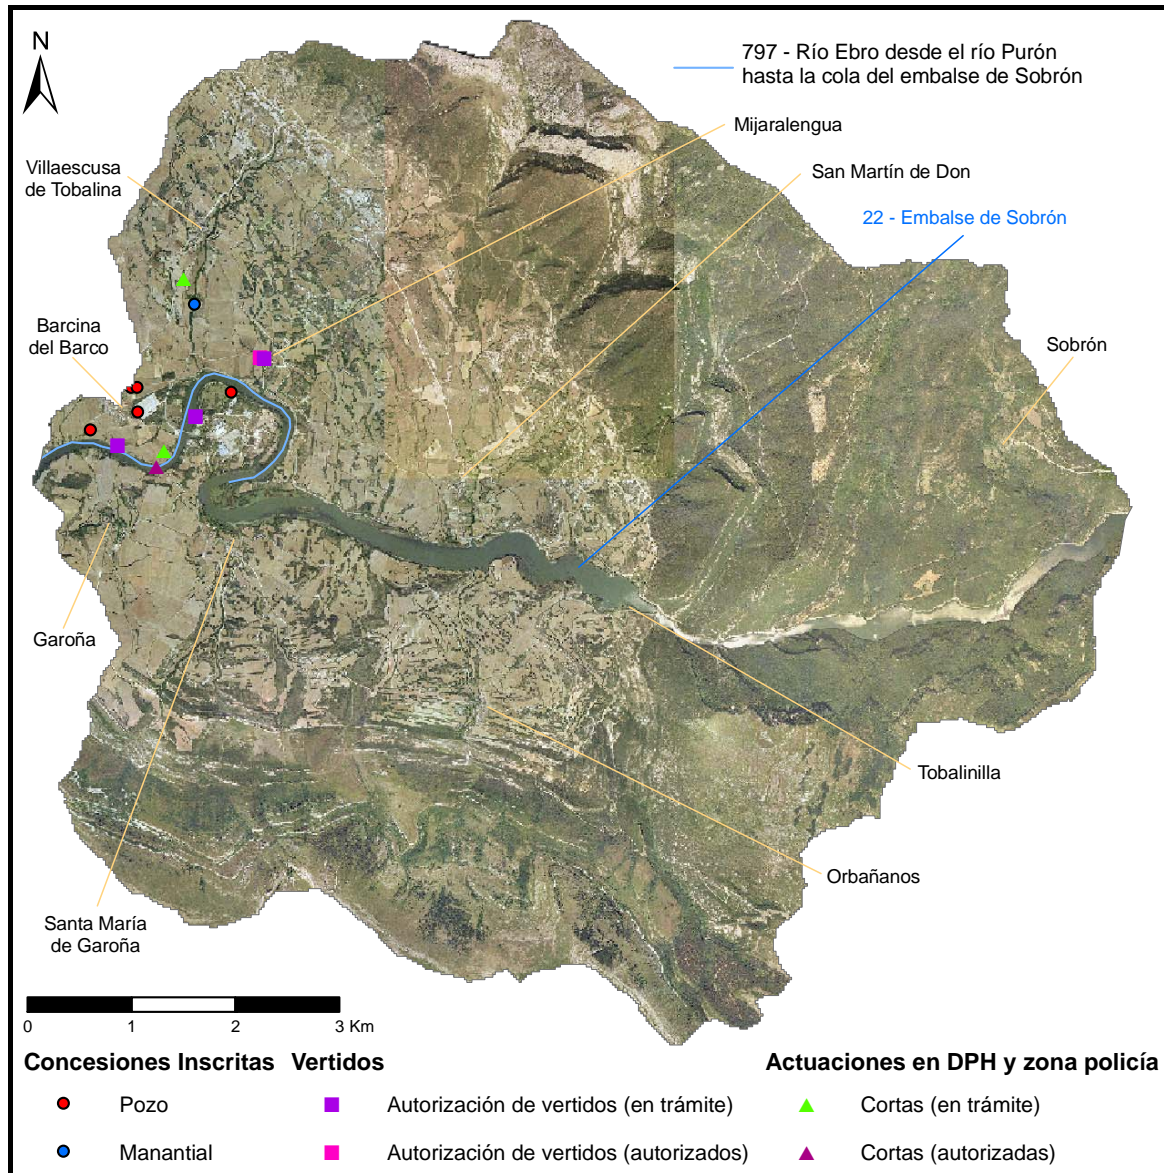 N
797 - Río Ebro desde el río Purón
hasta la cola del embalse de Sobrón
Mijaralengua
Villaescusa
de Tobalina
San Martín de Don
22 - Embalse de Sobrón
Barcina
del Barco
Sobrón
Garoña
Tobalinilla
Orbañanos
Santa María
de Garoña
0 1 2 3 Km
Concesiones Inscritas Vertidos Actuaciones en DPH y zona policía
Pozo Autorización de vertidos (en trámite) Cortas (en trámite)
Manantial Autorización de vertidos (autorizados) Cortas (autorizadas)